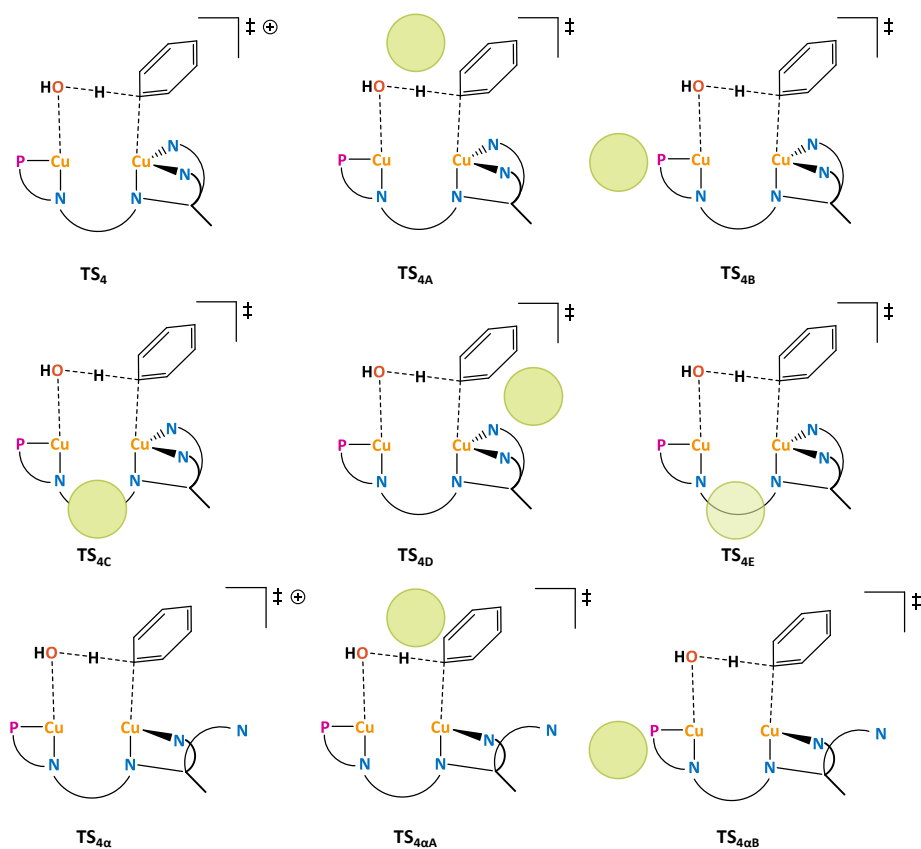 ‡ ⊕ ‡ ‡
HO H HO H HO H
P Cu Cu N N N N P Cu Cu N N N N P Cu Cu N N N N
TS4 TS4A TS4B
‡ ‡ ‡
HO H HO H HO H
P Cu Cu N N N N P Cu Cu N N N N P Cu Cu N N N N
TS4C TS4D TS4E
‡ ⊕ ‡ ‡
HO H HO H HO H
P Cu Cu N N N N P Cu Cu N N N N P Cu Cu N N N N
TS4α TS4αA TS4αB